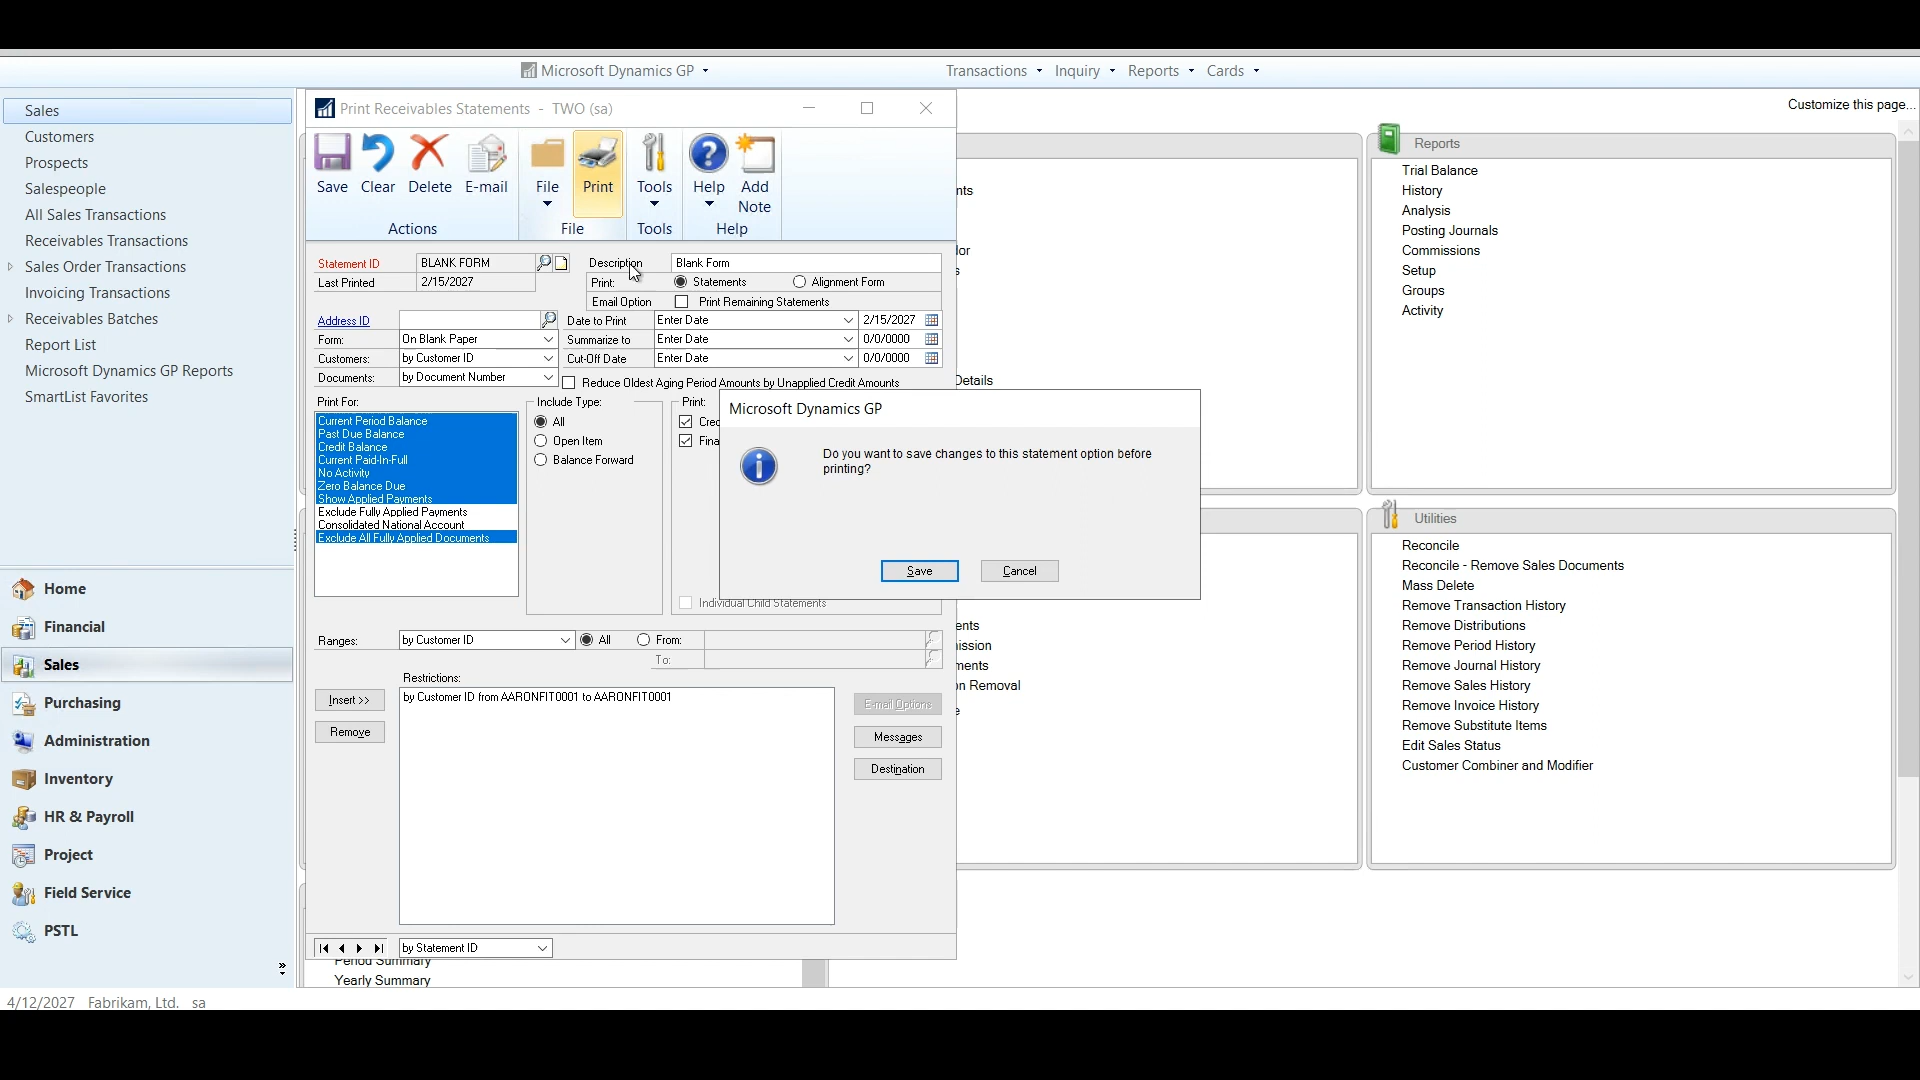 Microsoft Dynamics GP
Transactions
Inquiry
Reports
Cards
Customize this page...
Sales
Customers
Prospects
Salespeople
All Sales Transactions
Receivables Transactions
Sales Order Transactions
Invoicing Transactions
Receivables Batches
Report List
Microsoft Dynamics GP Reports
SmartList Favorites
Home
Financial
Sales
Purchasing
Administration
Inventory
HR & Payroll
Project
Field Service
PSTL
Print Receivables Statements - TWO (sa)
Save
Clear
Delete
E-mail
File
Print
Tools
Help
Add
Note
Actions
File
Tools
Help
Statement ID BLANK FORM
Description Blank Form
Last Printed 2/15/2027
Print: Statements Alignment Form
Email Option Print Remaining Statements
Address ID
Date to Print Enter Date 2/15/2027
Form: On Blank Paper
Summarize to Enter Date 0/0/0000
Customers: by Customer ID
Cut-Off Date Enter Date 0/0/0000
Documents: by Document Number
Reduce Oldest Aging Period Amounts by Unapplied Credit Amounts
Print For:
Current Period Balance
Past Due Balance
Credit Balance
Current Paid-In-Full
No Activity
Zero Balance Due
Show Applied Payments
Exclude Fully Applied Payments
Consolidated National Account
Exclude All Fully Applied Documents
Include Type:
All
Open Item
Balance Forward
Print:
Cred
Fina
Individual Child Statements
Microsoft Dynamics GP
Do you want to save changes to this statement option before
printing?
Save
Cancel
Ranges: by Customer ID All From:
To:
Restrictions:
Insert >>
Remove
by Customer ID from AARONFIT0001 to AARONFIT0001
E-mail Options
Messages
Destination
by Statement ID
Period Summary
Yearly Summary
nts
or
s
Details
ents
ission
ments
on Removal
e
Reports
Trial Balance
History
Analysis
Posting Journals
Commissions
Setup
Groups
Activity
Utilities
Reconcile
Reconcile - Remove Sales Documents
Mass Delete
Remove Transaction History
Remove Distributions
Remove Period History
Remove Journal History
Remove Sales History
Remove Invoice History
Remove Substitute Items
Edit Sales Status
Customer Combiner and Modifier
4/12/2027 Fabrikam, Ltd. sa